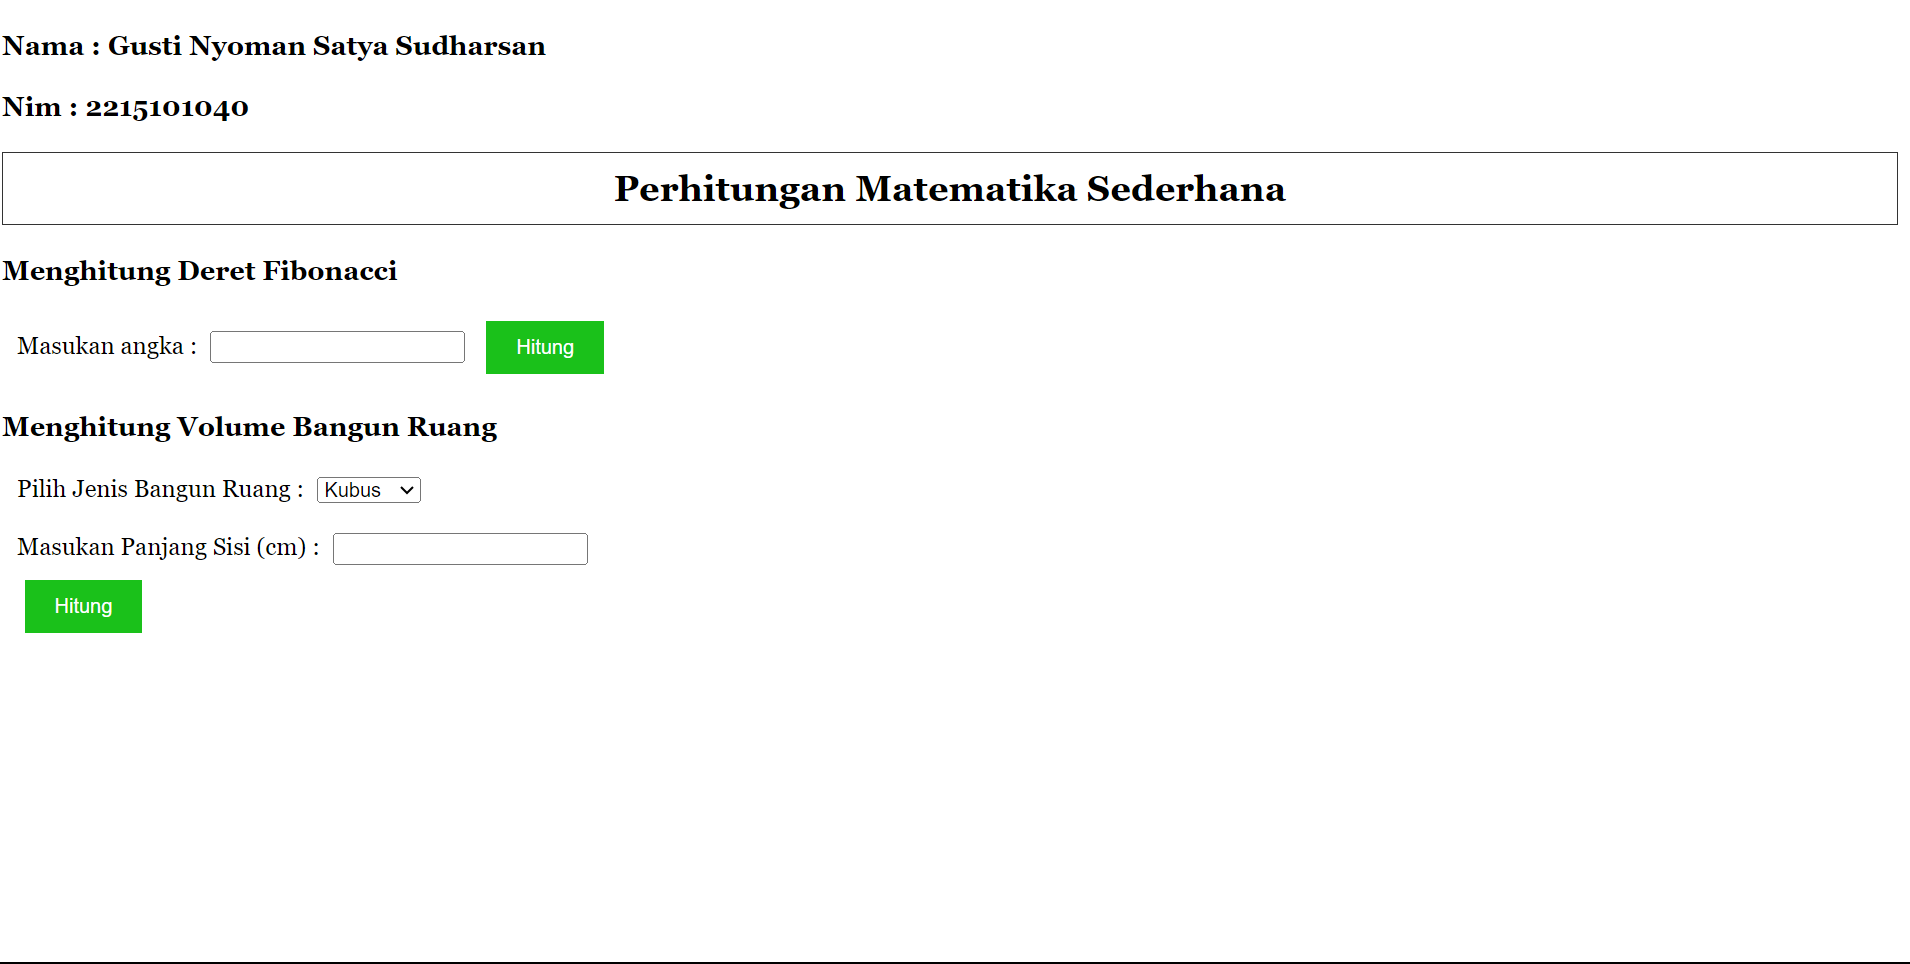 Nama : Gusti Nyoman Satya Sudharsan
Nim : 2215101040
Perhitungan Matematika Sederhana
Menghitung Deret Fibonacci
Masukan angka :
Hitung
Menghitung Volume Bangun Ruang
Pilih Jenis Bangun Ruang : Kubus
Masukan Panjang Sisi (cm) :
Hitung